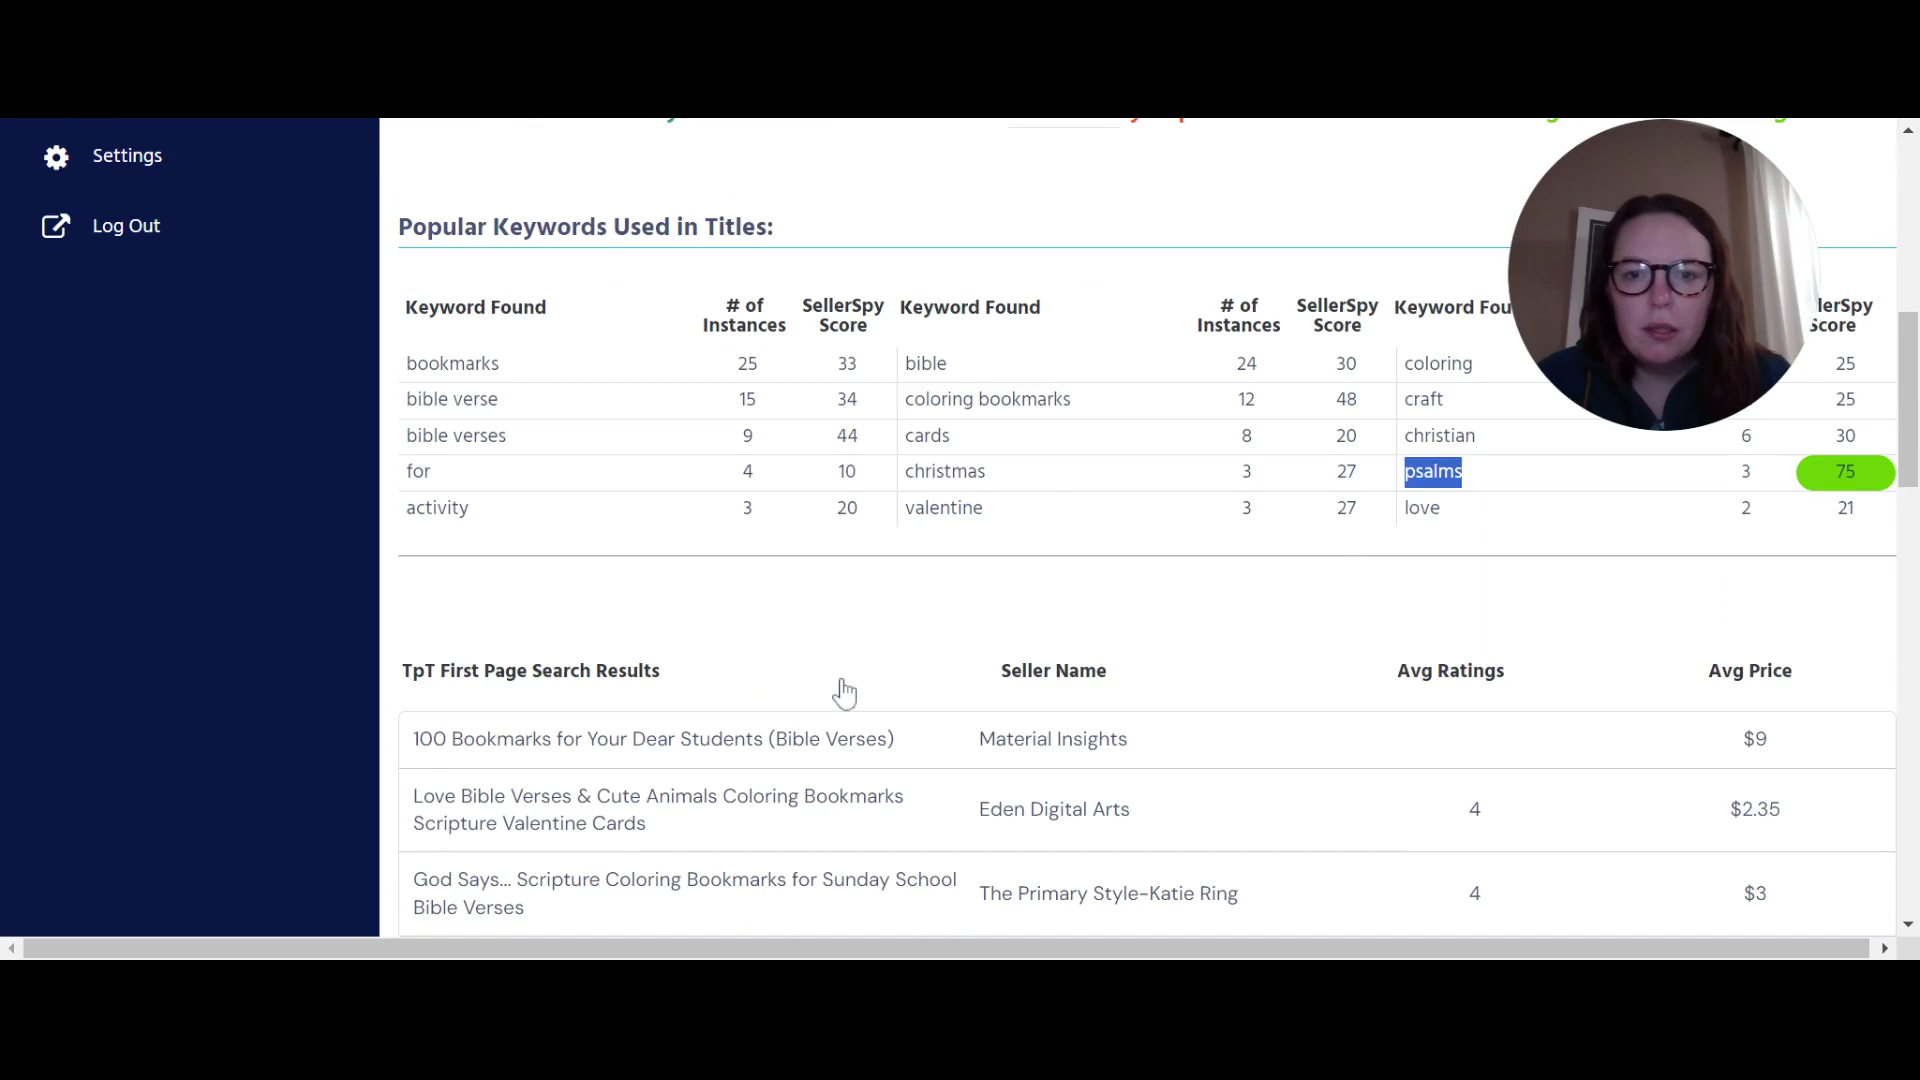 Settings
Log Out
Popular Keywords Used in Titles:
Keyword Found # of Instances SellerSpy Score Keyword Found # of Instances SellerSpy Score Keyword Fou llerSpy Score
bookmarks 25 33 bible 24 30 coloring 25
bible verse 15 34 coloring bookmarks 12 48 craft 25
bible verses 9 44 cards 8 20 christian 6 30
for 4 10 christmas 3 27 psalms 3 75
activity 3 20 valentine 3 27 love 2 21
TpT First Page Search Results Seller Name Avg Ratings Avg Price
100 Bookmarks for Your Dear Students (Bible Verses) Material Insights $9
Love Bible Verses & Cute Animals Coloring Bookmarks
Scripture Valentine Cards Eden Digital Arts 4 $2.35
God Says... Scripture Coloring Bookmarks for Sunday School
Bible Verses The Primary Style-Katie Ring 4 $3